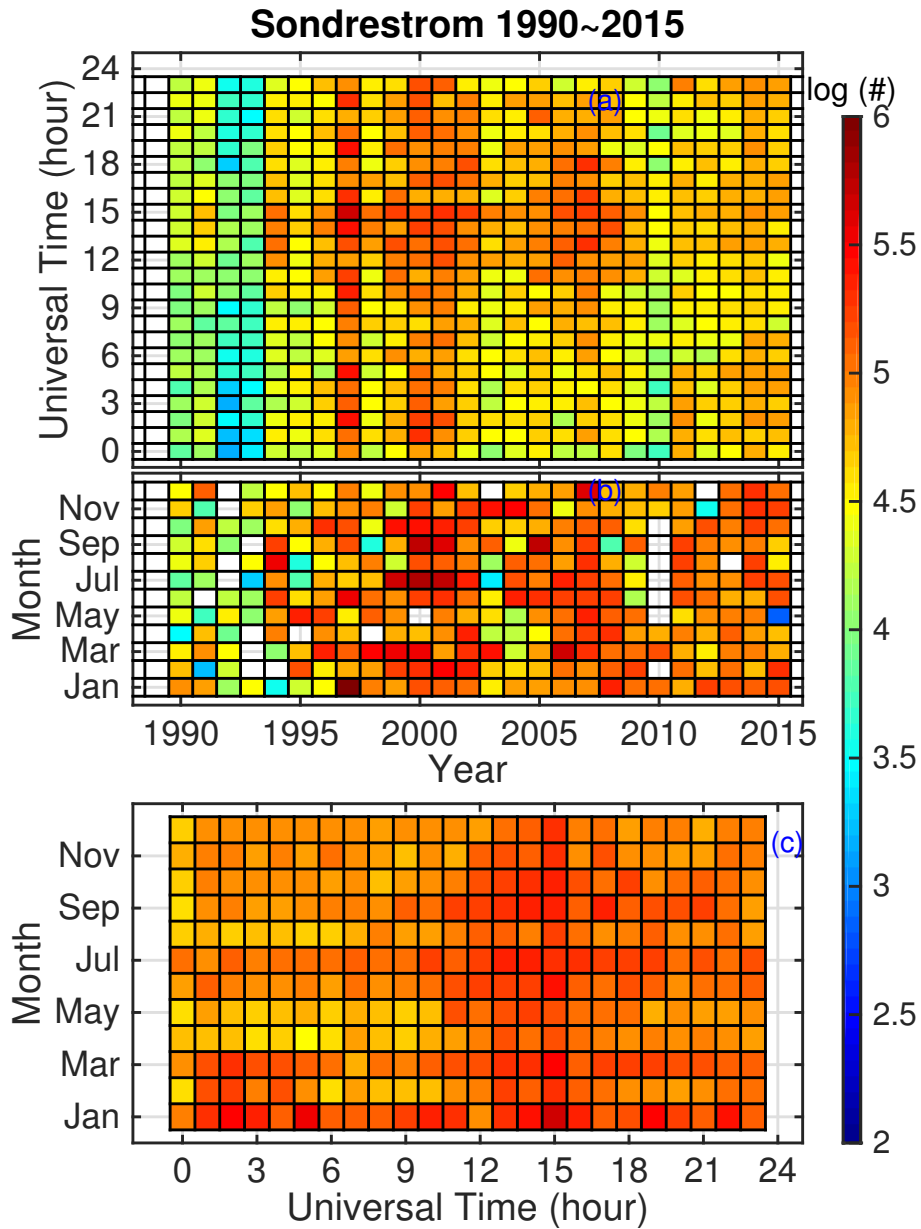 Sondrestrom 1990~2015
log (#)
Universal Time (hour)
24
21
18
15
12
9
6
3
0
(a)
Month
Nov
Sep
Jul
May
Mar
Jan
(b)
1990
1995
2000
2005
2010
2015
Year
Month
Nov
Sep
Jul
May
Mar
Jan
(c)
0
3
6
9
12
15
18
21
24
Universal Time (hour)
6
5.5
5
4.5
4
3.5
3
2.5
2